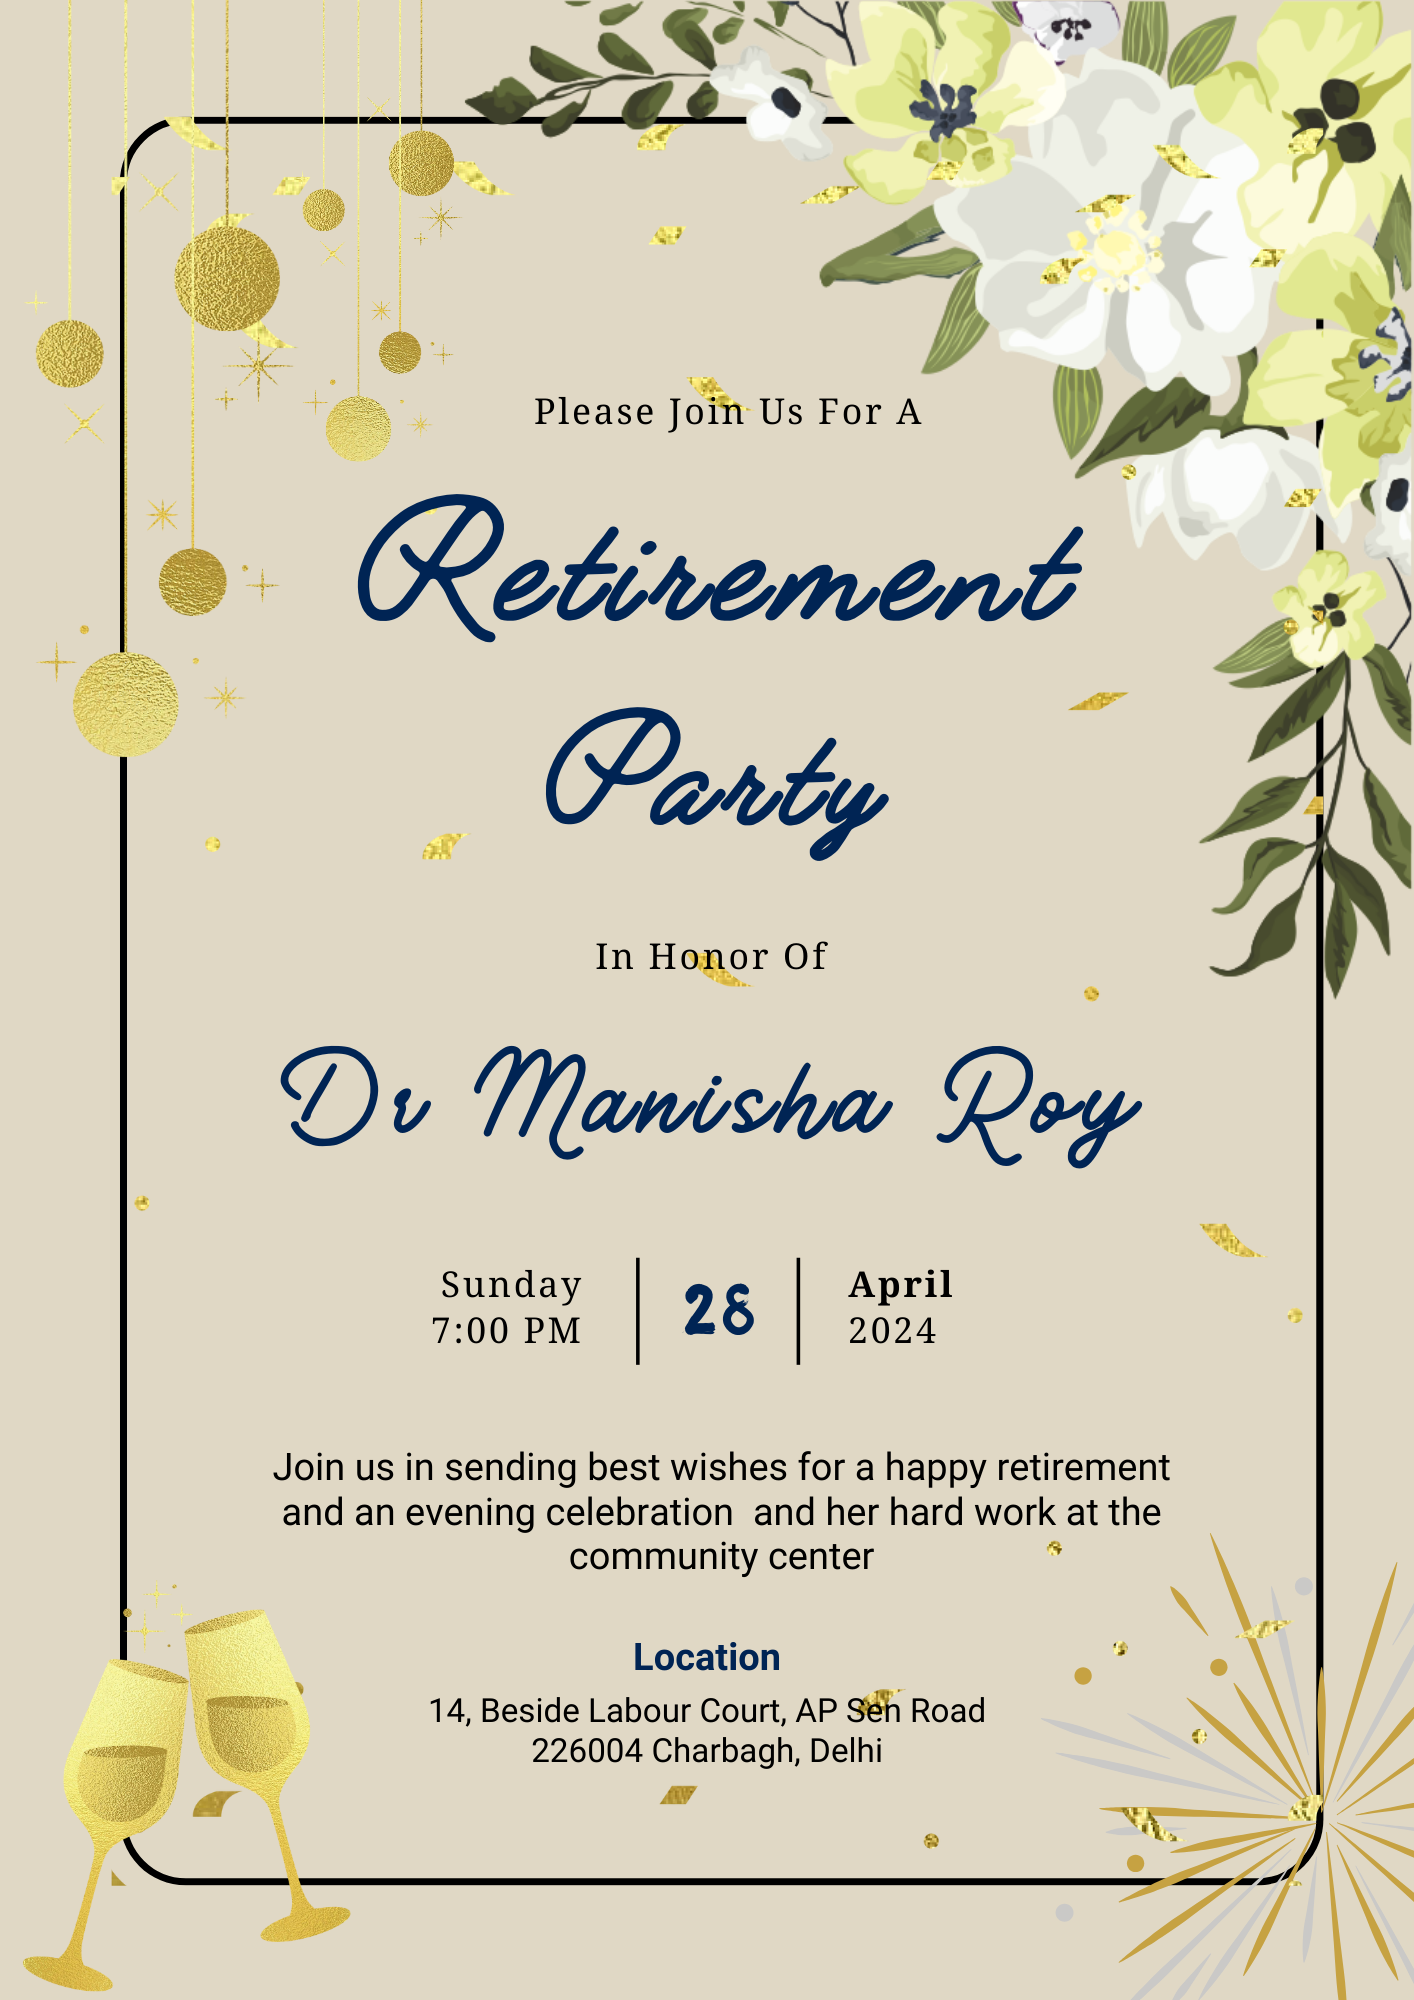 Please Join Us For A
Retirement
Party
In Honor Of
Dr Manisha Roy
Sunday
7:00 PM
28
April
2024
Join us in sending best wishes for a happy retirement
and an evening celebration  and her hard work at the
community center
Location
14, Beside Labour Court, AP Sen Road
226004 Charbagh, Delhi